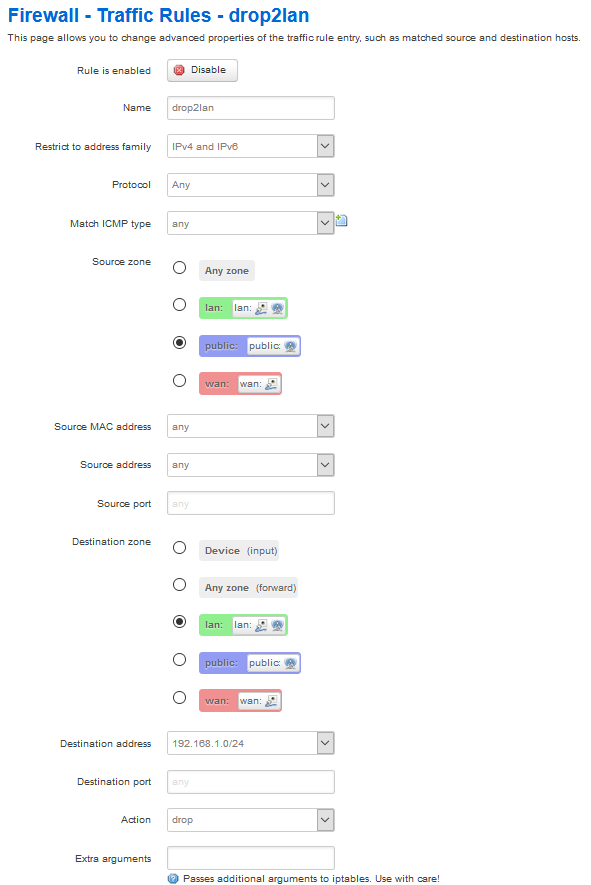 Firewall - Traffic Rules - drop2lan
This page allows you to change advanced properties of the traffic rule entry, such as matched source and destination hosts.
Rule is enabled Disable
Name drop2lan
Restrict to address family IPv4 and IPv6
Protocol Any
Match ICMP type any
Source zone
Any zone
lan: lan:
public: public:
wan: wan:
Source MAC address any
Source address any
Source port any
Destination zone
Device (input)
Any zone (forward)
lan: lan:
public: public:
wan: wan:
Destination address 192.168.1.0/24
Destination port any
Action drop
Extra arguments
Passes additional arguments to iptables. Use with care!